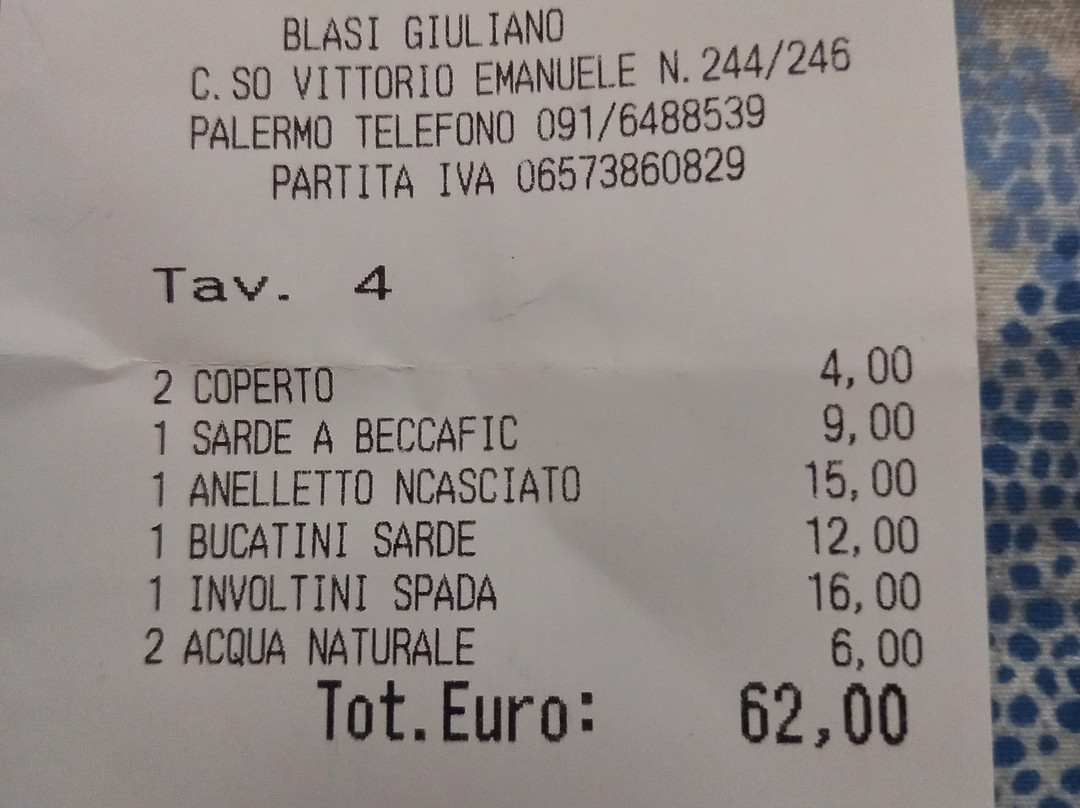 BLASI GIULIANO
C.SO VITTORIO EMANUELE N.244/246
PALERMO TELEFONO 091/6488539
PARTITA IVA 06573860829
Tav. 4
2 COPERTO 4,00
1 SARDE A BECCAFIC 9,00
1 ANELLETTO NCASCIATO 15,00
1 BUCATINI SARDE 12,00
1 INVOLTINI SPADA 16,00
2 ACQUA NATURALE 6,00
Tot.Euro: 62,00